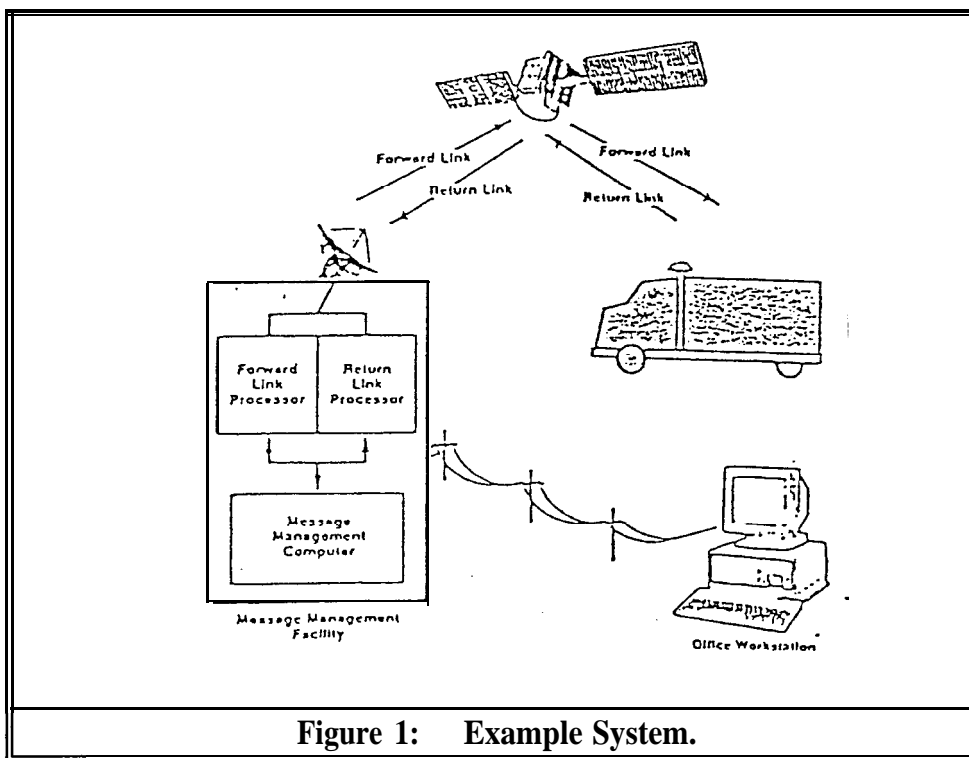 Forward Link
Forward Link
Return Link
Return Link
Forward
Link
Processor
Return
Link
Processor
Message
Management
Computer
Message Management
Facility
Office Workstation
Figure 1: Example System.